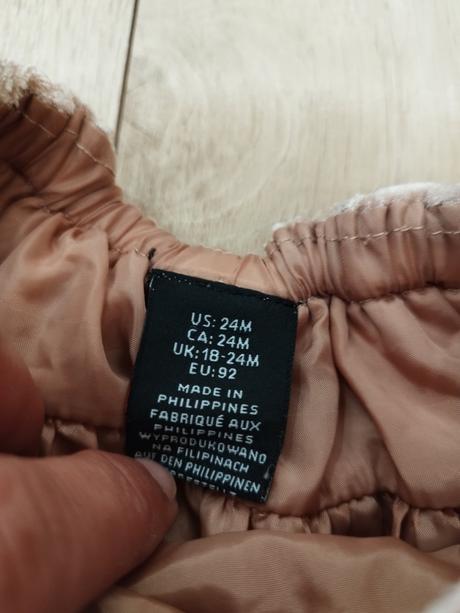 US: 24M
CA: 24M
UK:18-24M
EU: 92
MADE IN
PHILIPPINES
FABRIQUÉ AUX
PHILIPPINES
WYPRODUKOWANO
NA FILIPINACH
AUF DEN PHILIPPINEN